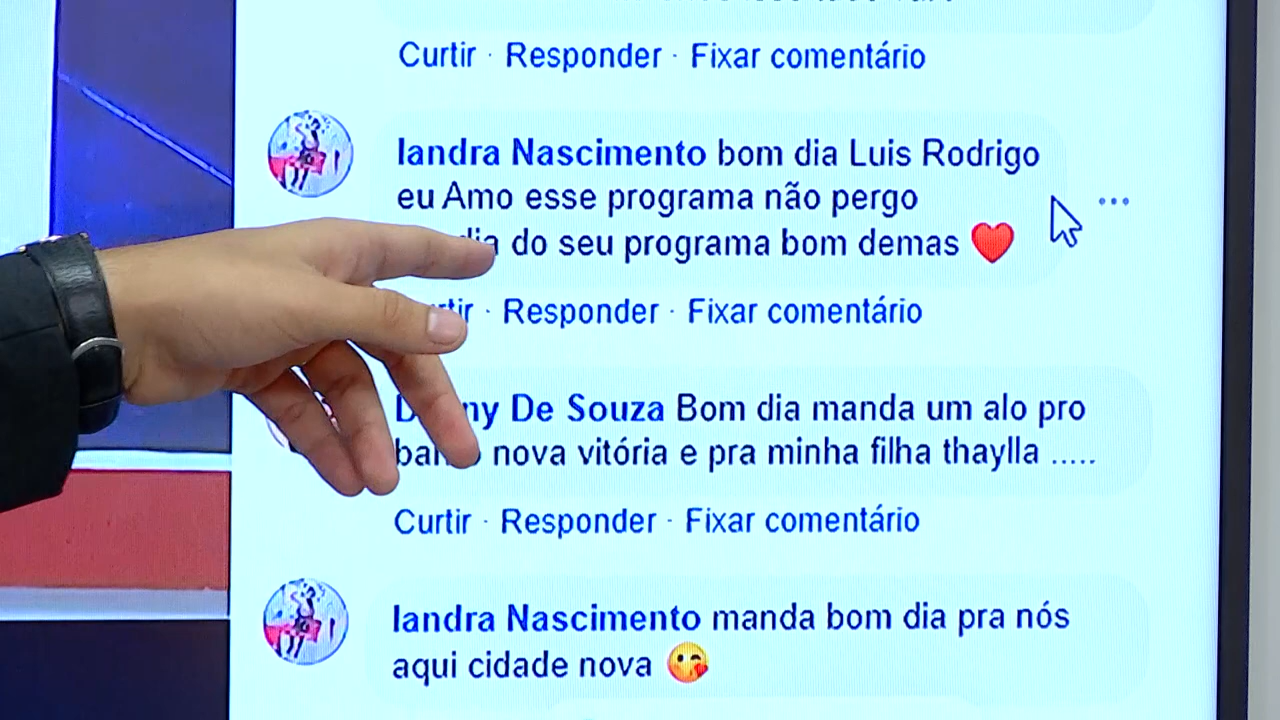 Curtir · Responder · Fixar comentário
Iandra Nascimento bom dia Luis Rodrigo
eu Amo esse programa não pergo
do seu programa bom demas ❤️
Responder · Fixar comentário
De Souza Bom dia manda um alo pro
nova vitória e pra minha filha thaylla .....
Curtir · Responder · Fixar comentário
Iandra Nascimento manda bom dia pra nós
aqui cidade nova 😘